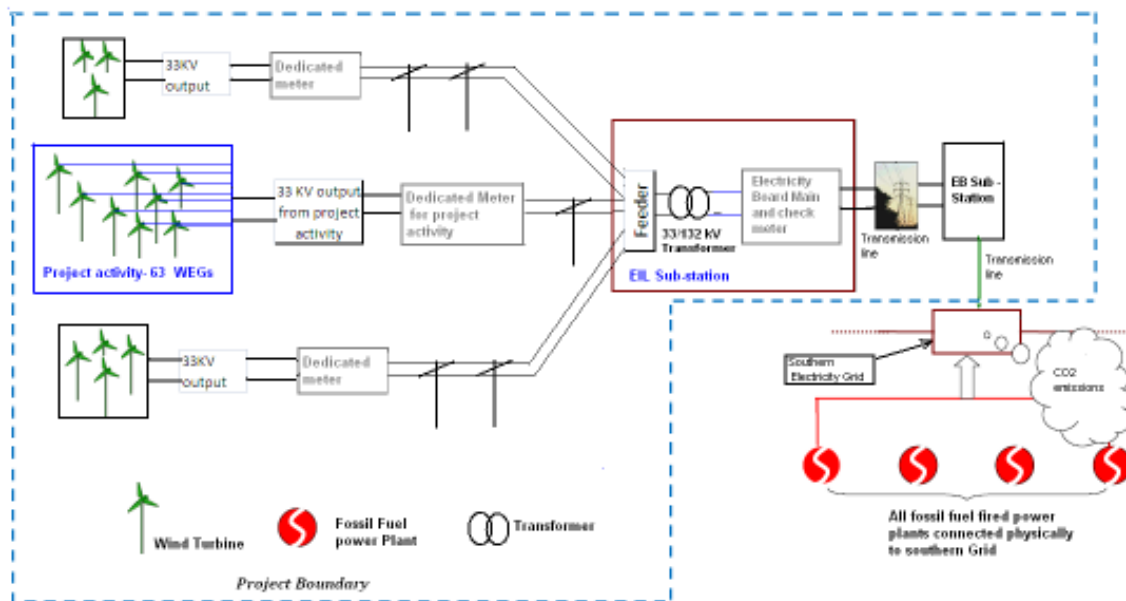 33KV
output
Dedicated
meter
33 KV output
from project
activity
Dedicated Meter
for project
activity
Project activity- 63 WEGs
33KV
output
Dedicated
meter
Feeder
33/132 kV
Transformer
Electricity
Board Main
and check
meter
EIL Sub-station
Transmission
line
EB Sub -
Station
Transmission
line
Southern
Electricity Grid
CO2
emissions
All fossil fuel fired power
plants connected physically
to southern Grid
Wind Turbine
Fossil Fuel
power Plant
Transformer
Project Boundary